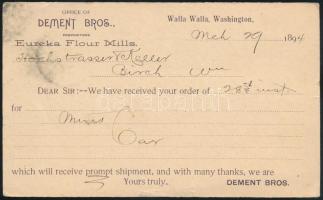 OFFICE OF
DEMENT BROS.,
PROPRIETORS
Eureka Flour Mills.
Walla Walla, Washington,
Mch 29 1894
Hochstrasser & Keller
Birch
DEAR SIR:--We have received your order of 28th inst
for Mixed
Car
which will receive prompt shipment, and with many thanks, we are
Yours truly, DEMENT BROS.